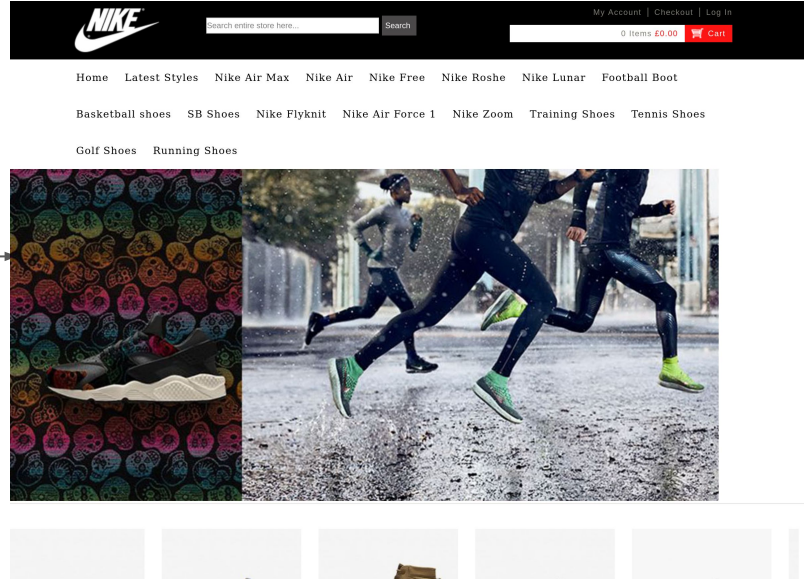 NIKE
My Account | Checkout | Log In
Search entire store here... Search
0 Items £0.00 Cart
Home Latest Styles Nike Air Max Nike Air Nike Free Nike Roshe Nike Lunar Football Boot
Basketball shoes SB Shoes Nike Flyknit Nike Air Force 1 Nike Zoom Training Shoes Tennis Shoes
Golf Shoes Running Shoes